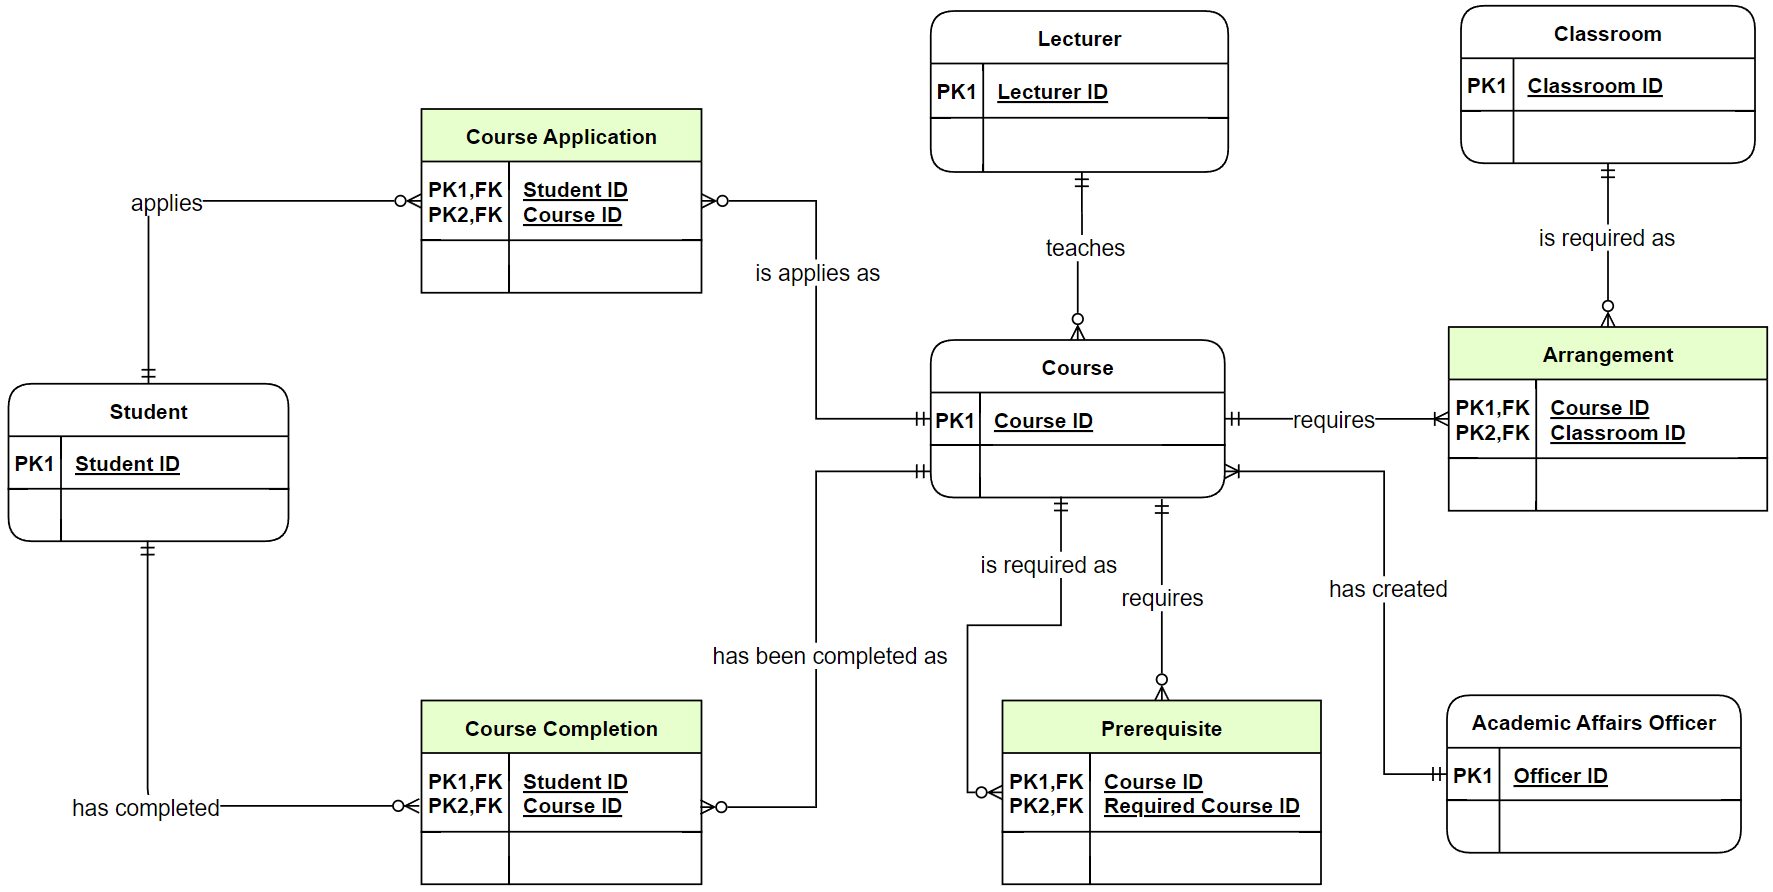 Lecturer
PK1 Lecturer ID
Classroom
PK1 Classroom ID
Course Application
PK1,FK Student ID
PK2,FK Course ID
applies
is applies as
teaches
is required as
Student
PK1 Student ID
Course
PK1 Course ID
requires
Arrangement
PK1,FK Course ID
PK2,FK Classroom ID
is required as
requires
has created
has been completed as
has completed
Course Completion
PK1,FK Student ID
PK2,FK Course ID
Prerequisite
PK1,FK Course ID
PK2,FK Required Course ID
Academic Affairs Officer
PK1 Officer ID